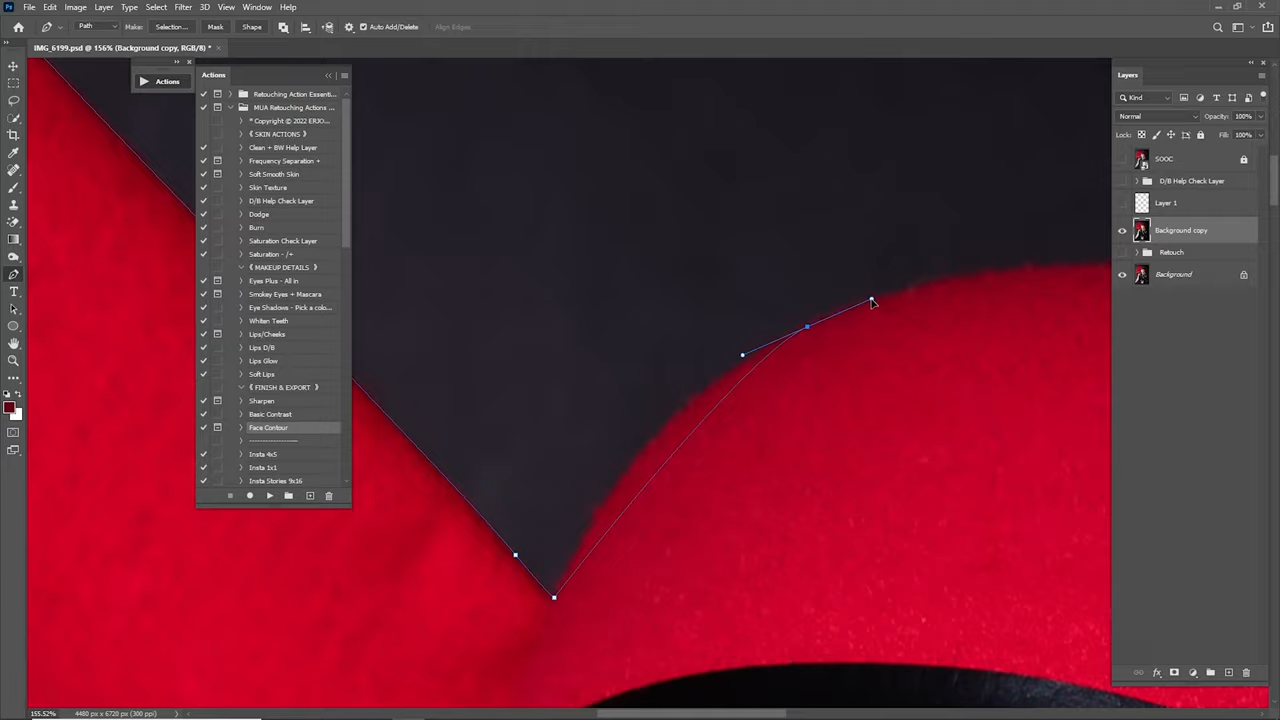 File Edit Image Layer Type Select Filter 3D View Window Help
Path Make: Selection... Mask Shape Auto Add/Delete Align Edges
IMG_6199.psd @ 156% (Background copy, RGB/8) *
Actions
Actions
Retouching Action Essenti...
MUA Retouching Actions ...
* Copyright © 2022 ERJO...
《 SKIN ACTIONS 》
Clean + BW Help Layer
Frequency Separation +
Soft Smooth Skin
Skin Texture
D/B Help Check Layer
Dodge
Burn
Saturation Check Layer
Saturation - /+
《 MAKEUP DETAILS 》
Eyes Plus - All in
Smokey Eyes + Mascara
Eye Shadows - Pick a colo...
Whiten Teeth
Lips/Cheeks
Lips D/B
Lips Glow
Soft Lips
《 FINISH & EXPORT 》
Sharpen
Basic Contrast
Face Contour
--------------------
Insta 4x5
Insta 1x1
Insta Stories 9x16
Layers
Kind
Normal Opacity: 100%
Lock: Fill: 100%
SOOC
D/B Help Check Layer
Layer 1
Background copy
Retouch
Background
155.52% 4480 px x 6720 px (300 ppi)